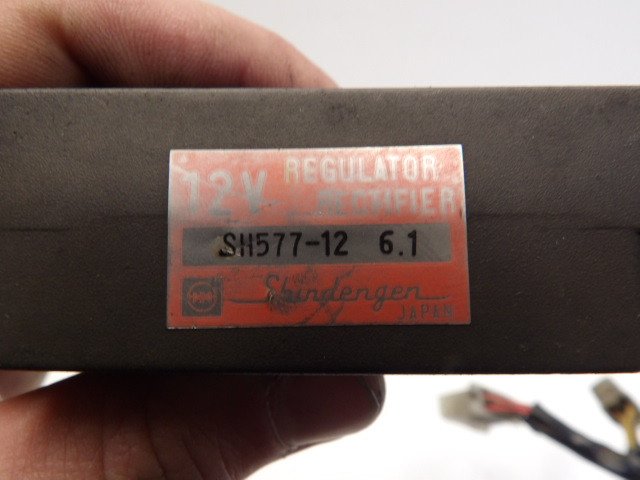 12V REGULATOR
RECTIFIER
SH577-12 6.1
Shindengen
JAPAN